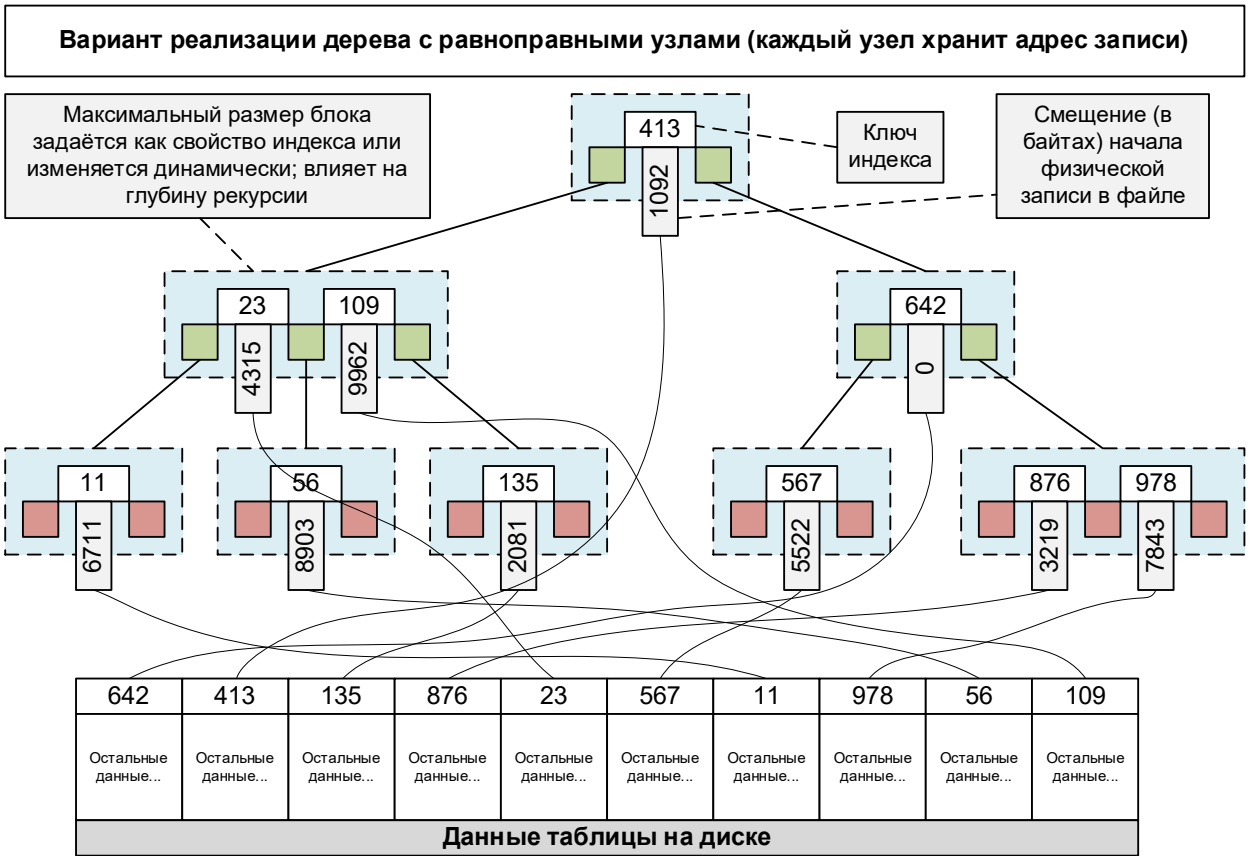 Вариант реализации дерева с равноправными узлами (каждый узел хранит адрес записи)
Максимальный размер блока
задаётся как свойство индекса или
изменяется динамически; влияет на
глубину рекурсии
413
1092
Ключ
индекса
Смещение (в
байтах) начала
физической
записи в файле
23
109
4315
9962
642
0
11
6711
56
8903
135
2081
567
5522
876
978
3219
7843
642 413 135 876 23 567 11 978 56 109
Остальные Остальные Остальные Остальные Остальные Остальные Остальные Остальные Остальные Остальные
данные... данные... данные... данные... данные... данные... данные... данные... данные... данные...
Данные таблицы на диске